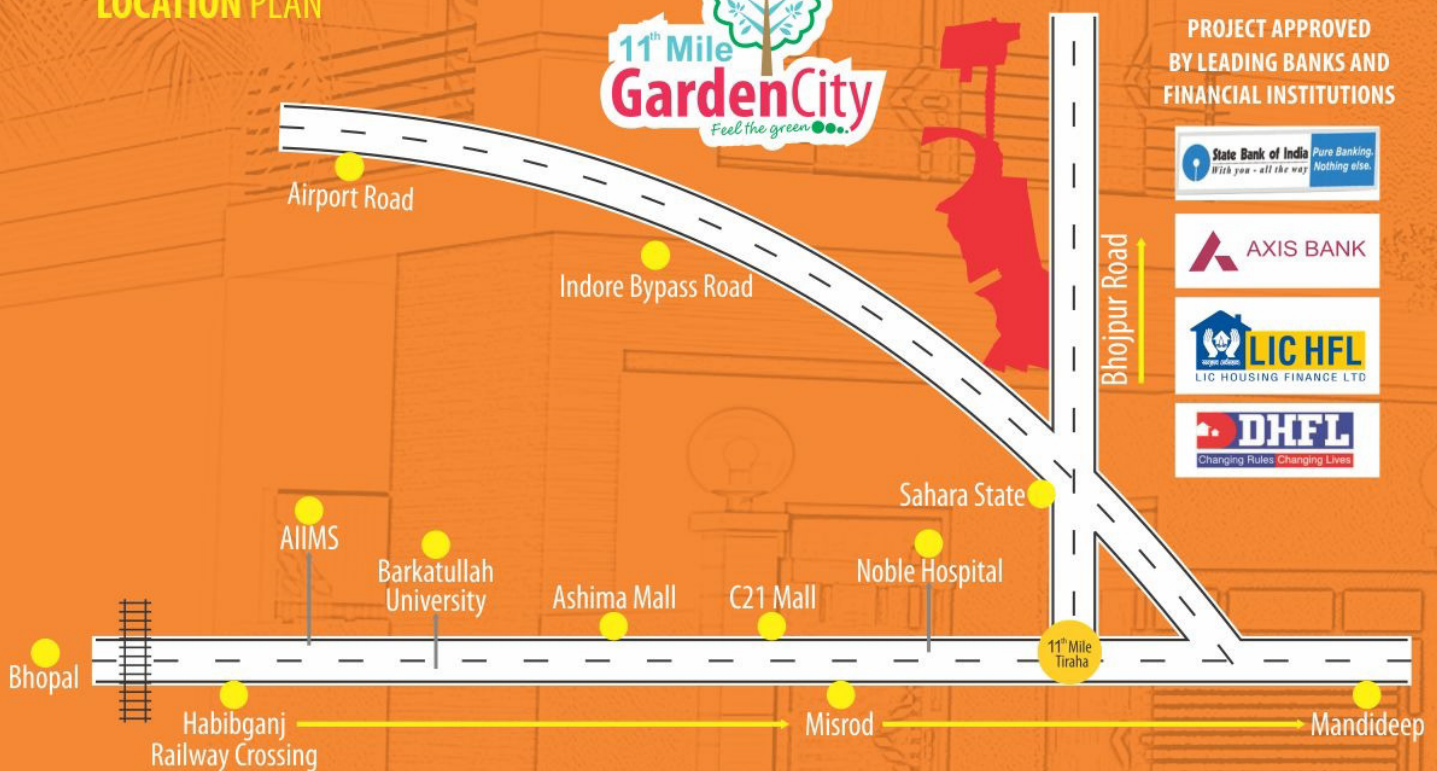 LOCATION PLAN
11th Mile
GardenCity
Feel the green
PROJECT APPROVED
BY LEADING BANKS AND
FINANCIAL INSTITUTIONS
State Bank of India
With you - all the way
Pure Banking.
Nothing else.
AXIS BANK
LIC HFL
LIC HOUSING FINANCE LTD
DHFL
Changing Rules Changing Lives
Airport Road
Indore Bypass Road
Bhojpur Road
Sahara State
AIIMS
Barkatullah
University
Ashima Mall
C21 Mall
Noble Hospital
11th Mile
Tiraha
Bhopal
Habibganj
Railway Crossing
Misrod
Mandideep